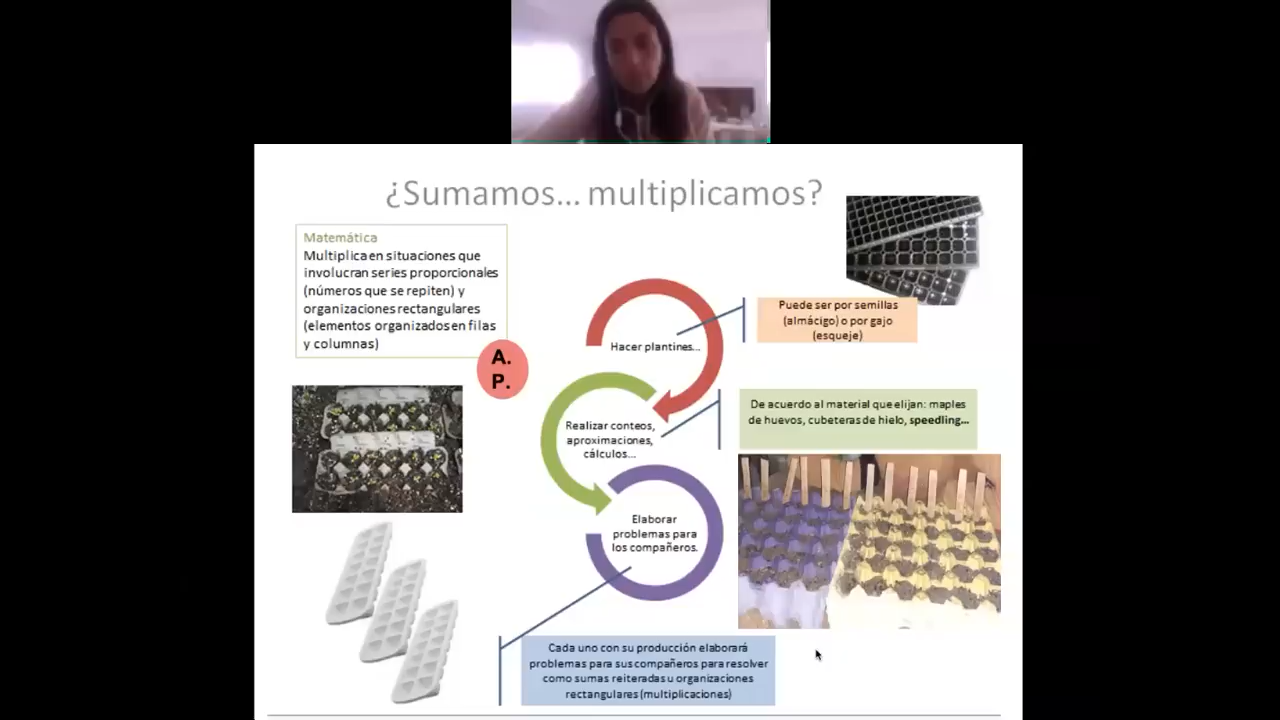 ¿Sumamos... multiplicamos?
Matemática
Multiplica en situaciones que
involucran series proporcionales
(números que se repiten) y
organizaciones rectangulares
(elementos organizados en filas
y columnas)
A.
P.
Hacer plantines...
Puede ser por semillas
(almácigo) o por gajo
(esqueje)
Realizar conteos,
aproximaciones,
cálculos...
De acuerdo al material que elijan: maples
de huevos, cubeteras de hielo, speedling...
Elaborar
problemas para
los compañeros.
Cada uno con su producción elaborará
problemas para sus compañeros para resolver
como sumas reiteradas u organizaciones
rectangulares (multiplicaciones)